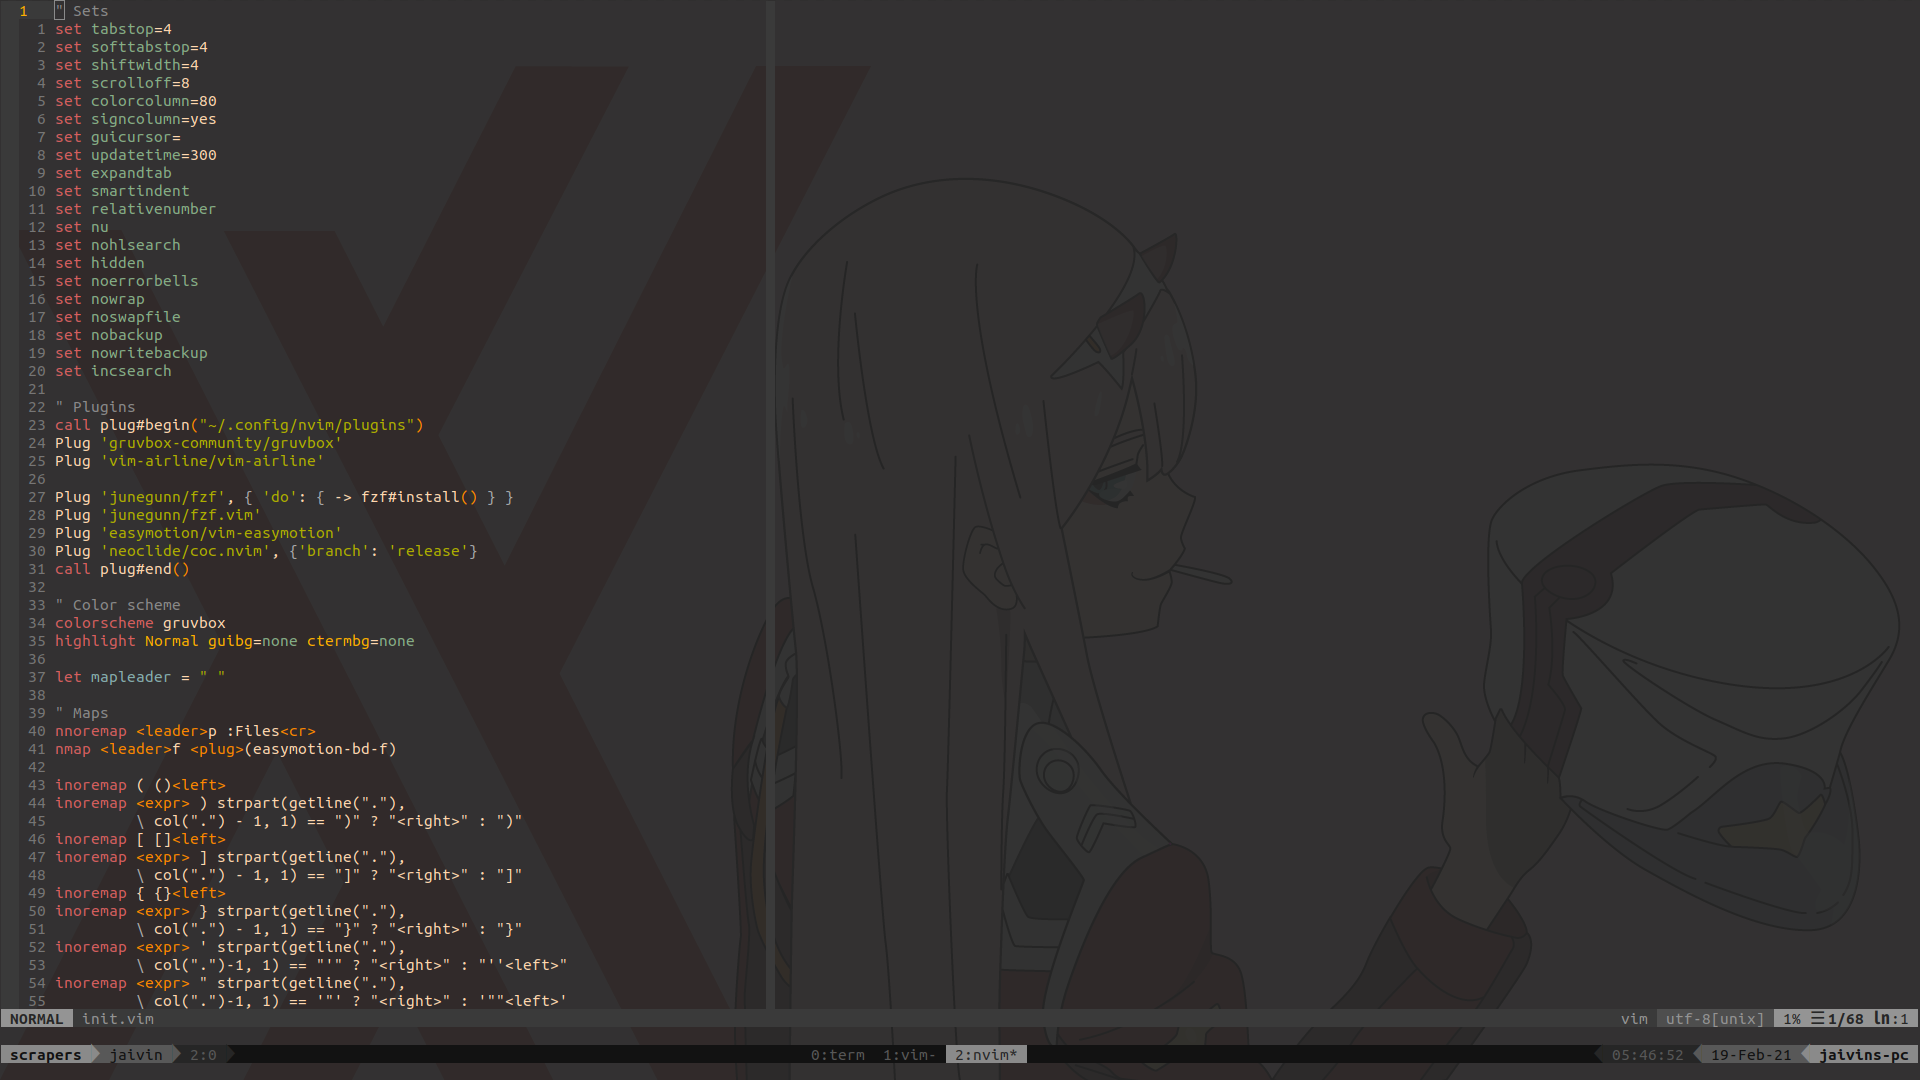 1 " Sets
1 set tabstop=4
2 set softtabstop=4
3 set shiftwidth=4
4 set scrolloff=8
5 set colorcolumn=80
6 set signcolumn=yes
7 set guicursor=
8 set updatetime=300
9 set expandtab
10 set smartindent
11 set relativenumber
12 set nu
13 set nohlsearch
14 set hidden
15 set noerrorbells
16 set nowrap
17 set noswapfile
18 set nobackup
19 set nowritebackup
20 set incsearch
21
22 " Plugins
23 call plug#begin("~/.config/nvim/plugins")
24 Plug 'gruvbox-community/gruvbox'
25 Plug 'vim-airline/vim-airline'
26
27 Plug 'junegunn/fzf', { 'do': { -> fzf#install() } }
28 Plug 'junegunn/fzf.vim'
29 Plug 'easymotion/vim-easymotion'
30 Plug 'neoclide/coc.nvim', {'branch': 'release'}
31 call plug#end()
32
33 " Color scheme
34 colorscheme gruvbox
35 highlight Normal guibg=none ctermbg=none
36
37 let mapleader = " "
38
39 " Maps
40 nnoremap <leader>p :Files<cr>
41 nmap <leader>f <plug>(easymotion-bd-f)
42
43 inoremap ( ()<left>
44 inoremap <expr> ) strpart(getline("."),
45 \ col(".") - 1, 1) == ")" ? "<right>" : ")"
46 inoremap [ []<left>
47 inoremap <expr> ] strpart(getline("."),
48 \ col(".") - 1, 1) == "]" ? "<right>" : "]"
49 inoremap { {}<left>
50 inoremap <expr> } strpart(getline("."),
51 \ col(".") - 1, 1) == "}" ? "<right>" : "}"
52 inoremap <expr> ' strpart(getline("."),
53 \ col(".")-1, 1) == "'" ? "<right>" : "''<left>"
54 inoremap <expr> " strpart(getline("."),
55 \ col(".")-1, 1) == '"' ? "<right>" : '""<left>'
NORMAL init.vim vim utf-8[unix] 1% ☰1/68 ln:1
scrapers jaivin 2:0 0:term 1:vim- 2:nvim* 05:46:52 19-Feb-21 jaivins-pc